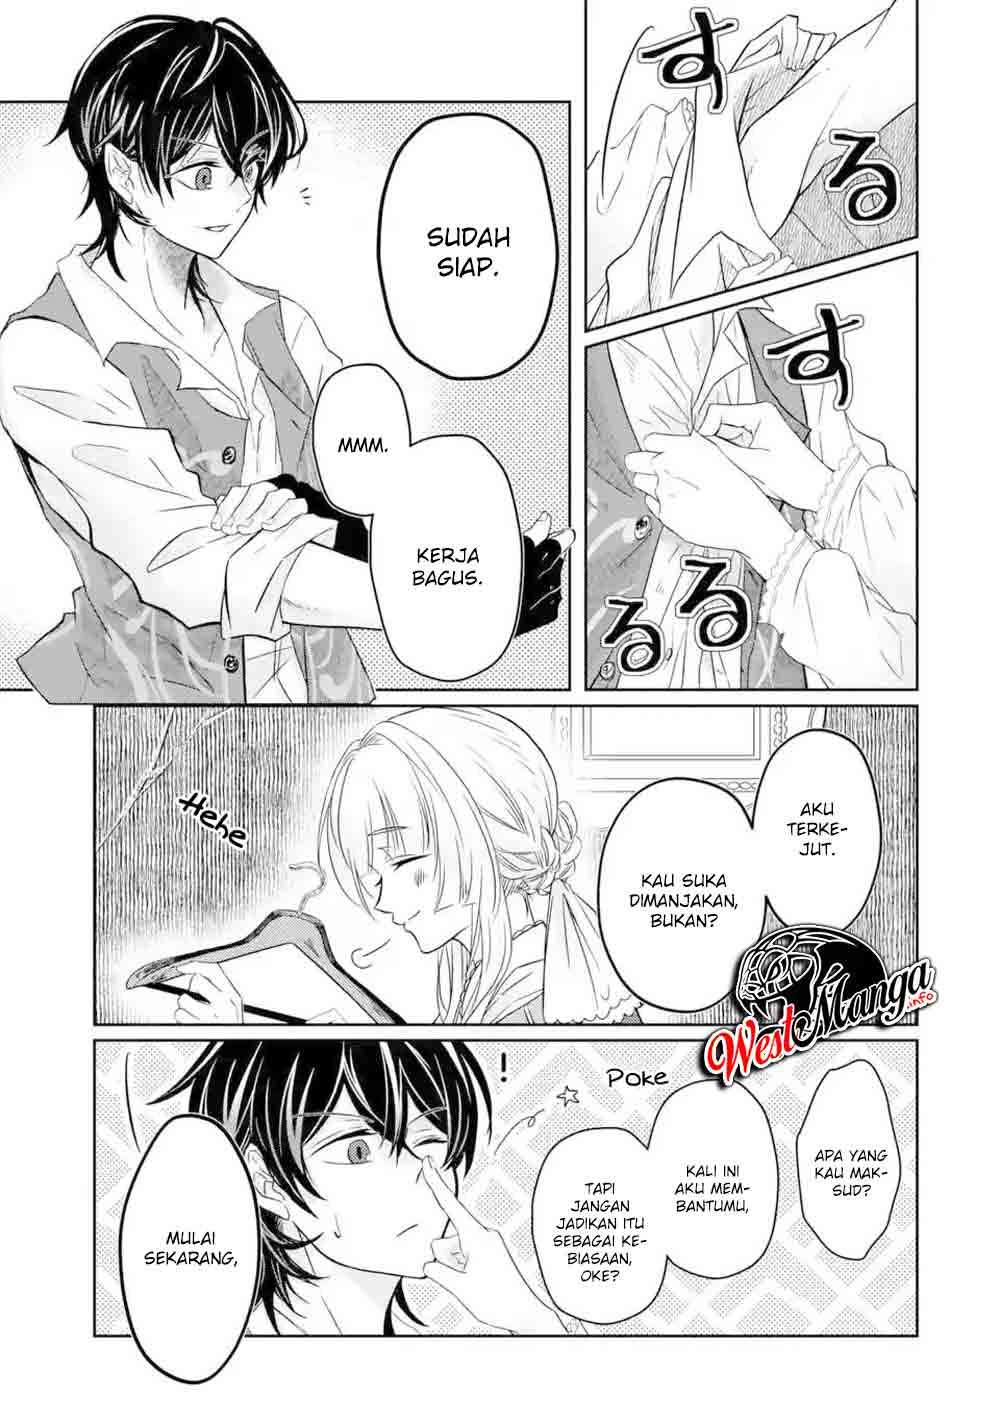 す
る
す
る
る
SUDAH
SIAP.
MMM.
KERJA
BAGUS.
AKU
TERKE-
JUT.
KAU SUKA
DIMANJAKAN,
BUKAN?
Hehe
WestManga
.info
APA YANG
KAU MAK-
SUD?
KALI INI
AKU MEM-
BANTUMU,
TAPI
JANGAN
JADIKAN ITU
SEBAGAI KE-
BIASAAN,
OKE?
Poke
!
MULAI
SEKARANG,